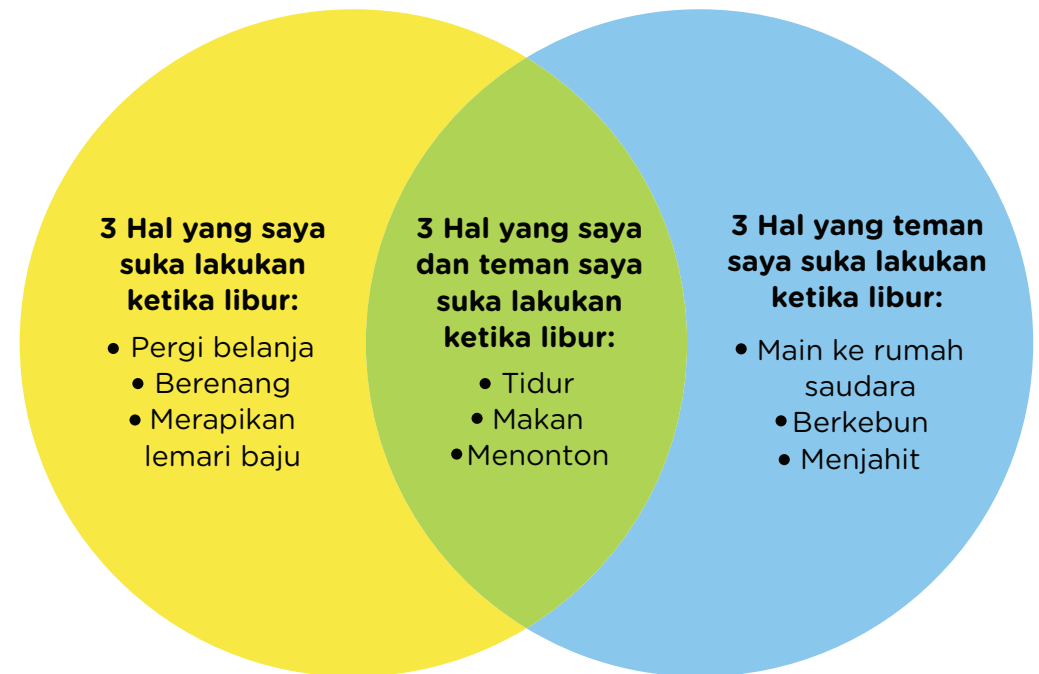 3 Hal yang saya
suka lakukan
ketika libur:
• Pergi belanja
• Berenang
• Merapikan
lemari baju
3 Hal yang saya
dan teman saya
suka lakukan
ketika libur:
• Tidur
• Makan
• Menonton
3 Hal yang teman
saya suka lakukan
ketika libur:
• Main ke rumah
saudara
• Berkebun
• Menjahit